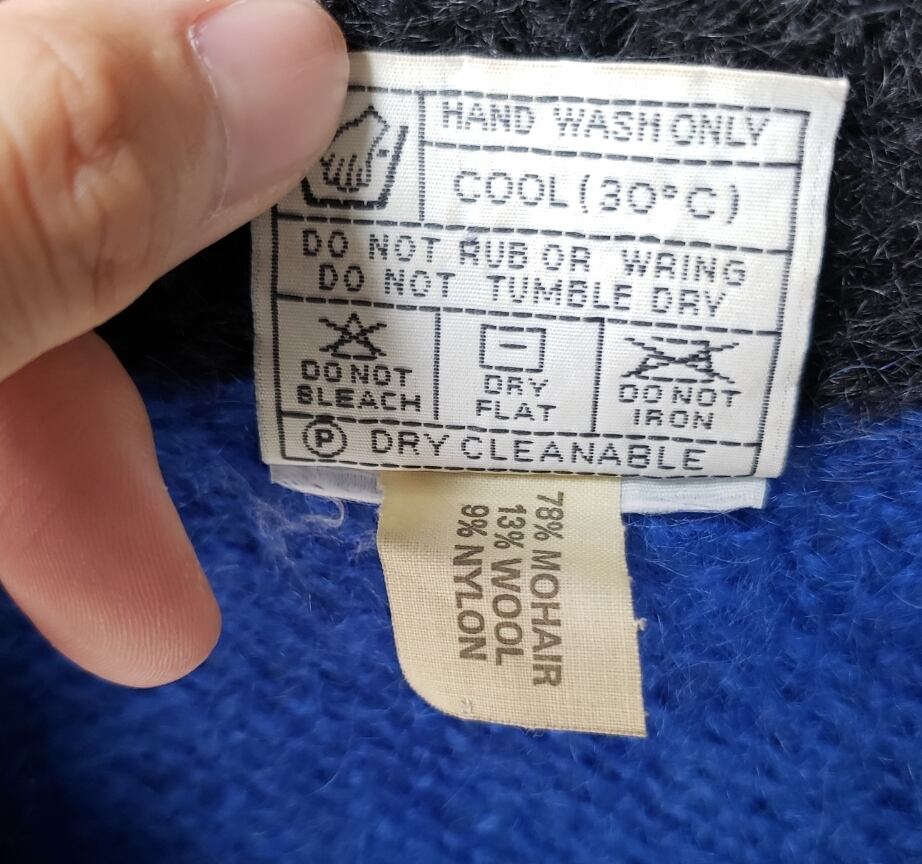 HAND WASH ONLY
COOL (30°C)
DO NOT RUB OR WRING
DO NOT TUMBLE DRY
DO NOT
BLEACH
DRY
FLAT
DO NOT
IRON
P DRY CLEANABLE
78% MOHAIR
13% WOOL
9% NYLON